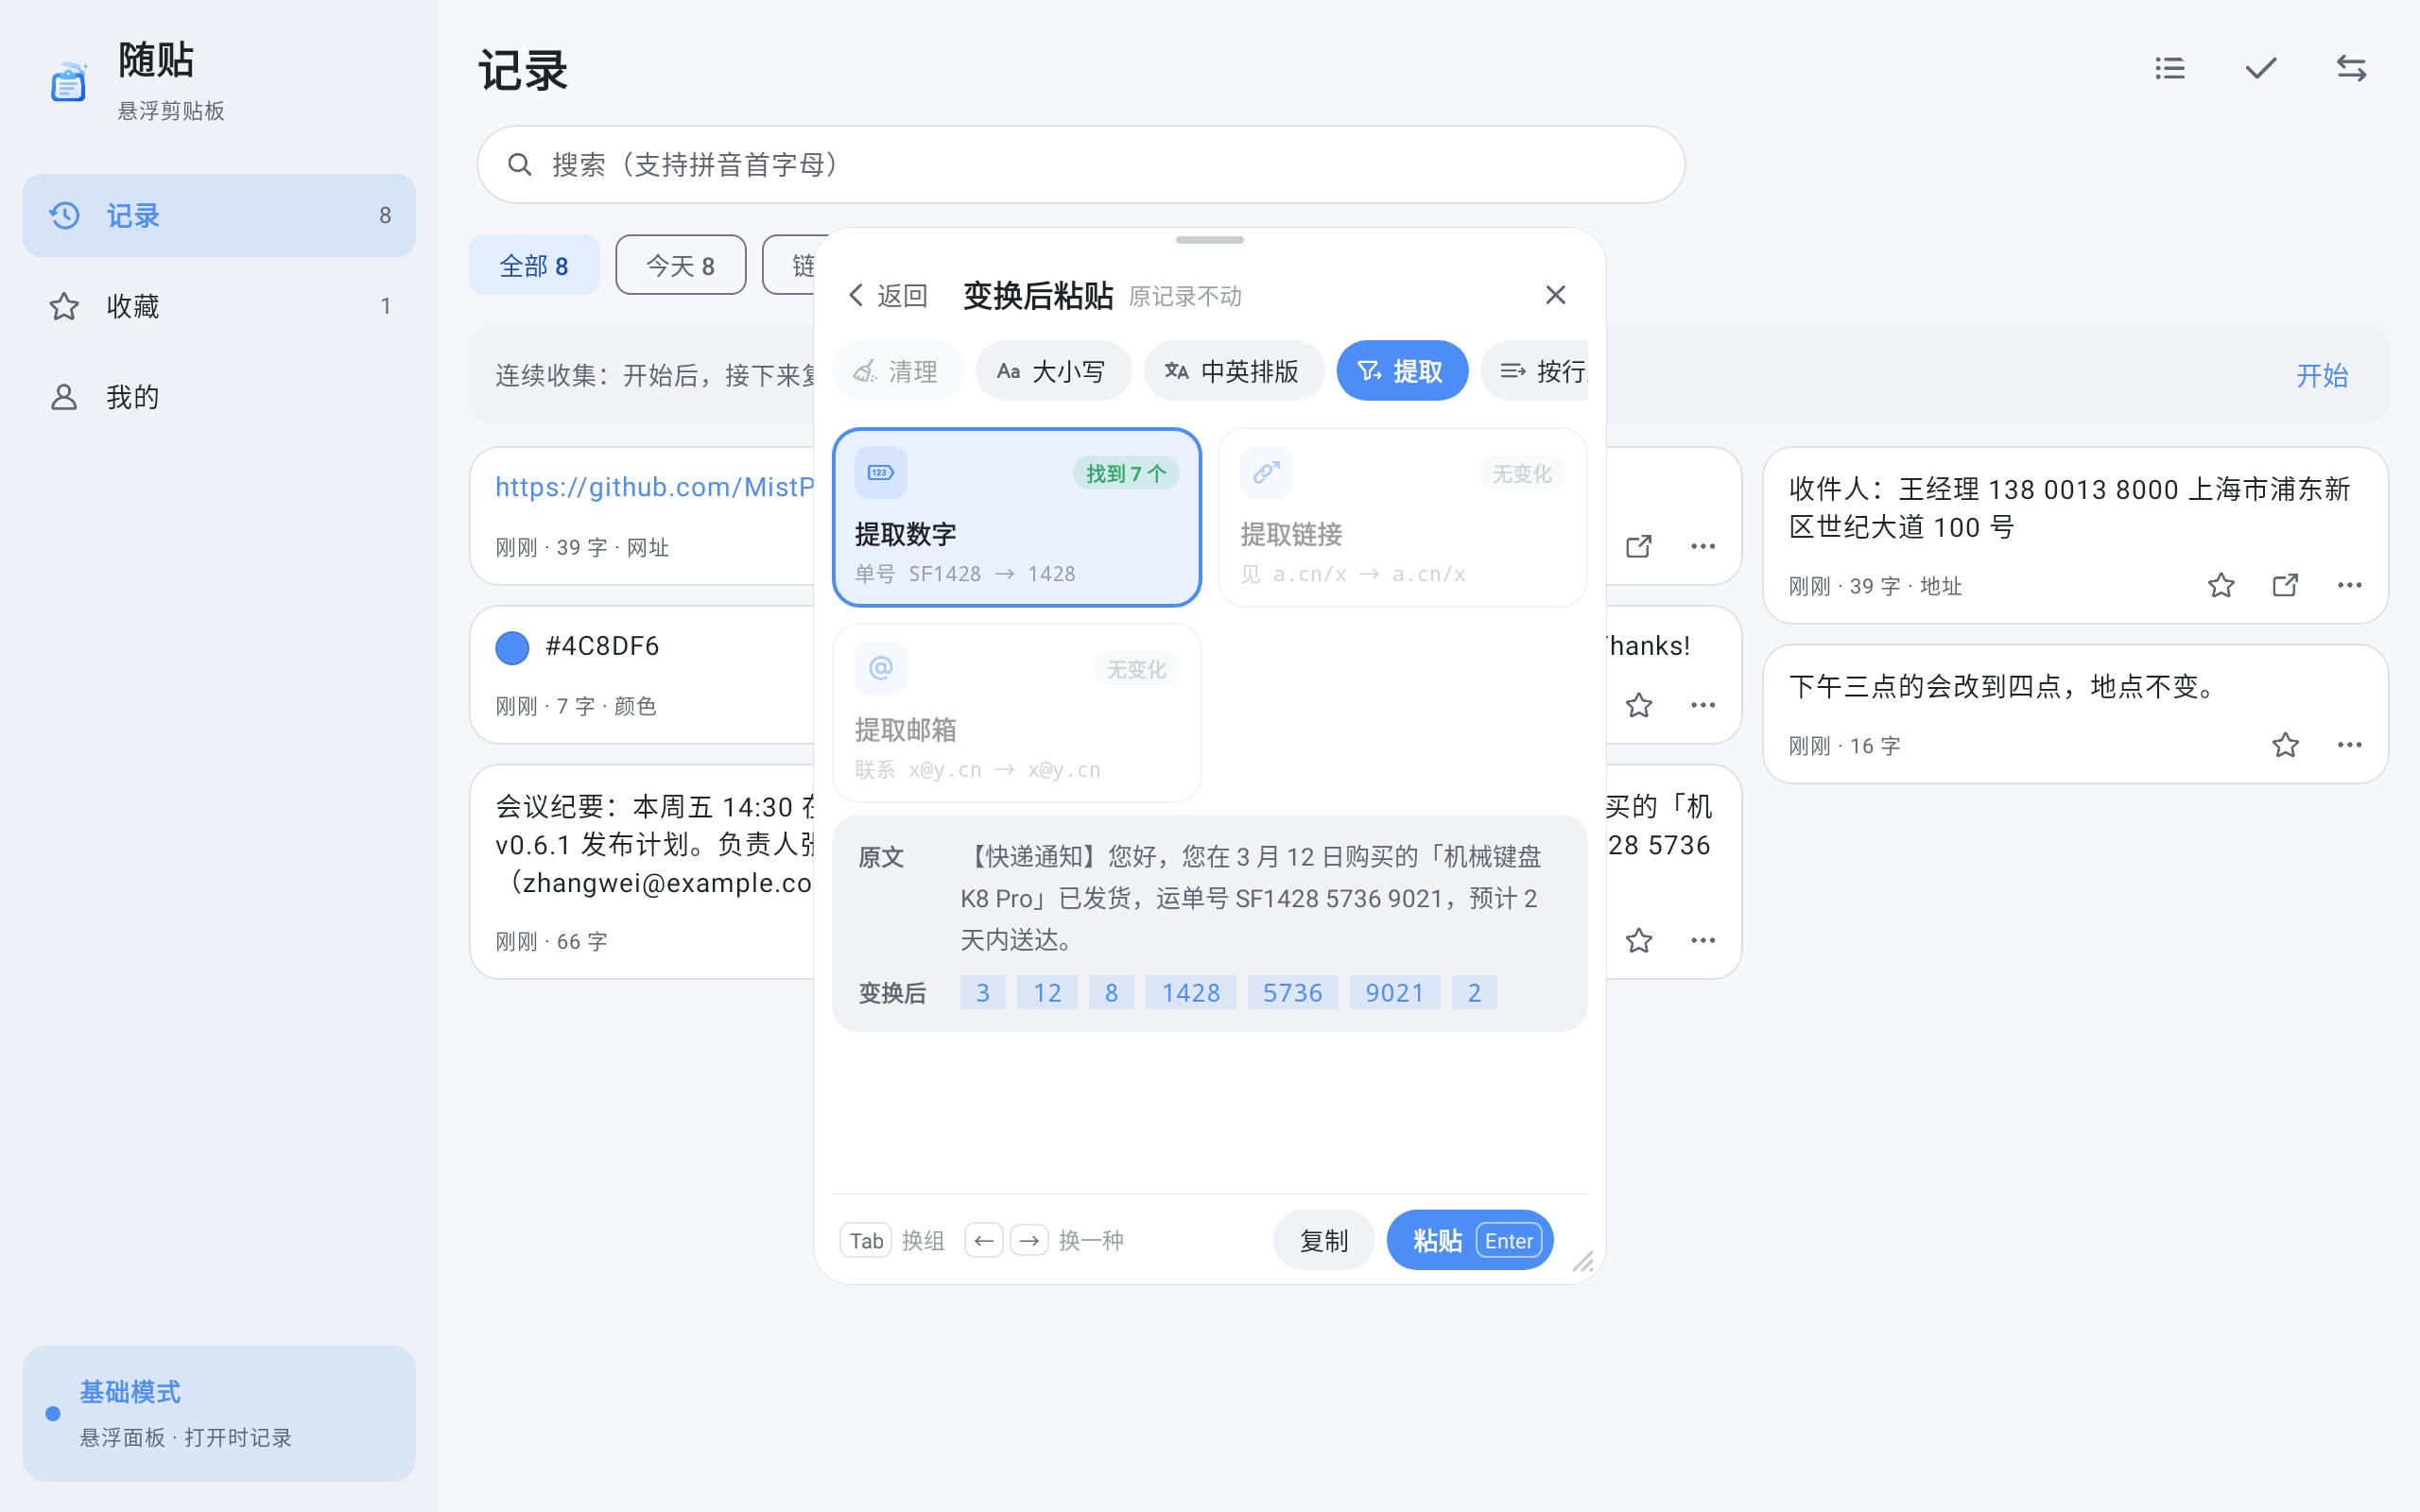 随贴
悬浮剪贴板
记录 8
收藏 1
我的
基础模式
悬浮面板 · 打开时记录
记录
搜索（支持拼音首字母）
全部 8
今天 8
链
连续收集：开始后，接下来复
开始
https://github.com/MistP
刚刚 · 39 字 · 网址
#4C8DF6
刚刚 · 7 字 · 颜色
会议纪要：本周五 14:30 在
v0.6.1 发布计划。负责人张
（zhangwei@example.co
刚刚 · 66 字
返回 变换后粘贴 原记录不动
清理
Aa 大小写
中英排版
提取
按行
123 找到 7 个
提取数字
单号 SF1428 → 1428
无变化
提取链接
见 a.cn/x → a.cn/x
@ 无变化
提取邮箱
联系 x@y.cn → x@y.cn
原文 【快递通知】您好，您在 3 月 12 日购买的「机械键盘
K8 Pro」已发货，运单号 SF1428 5736 9021，预计 2
天内送达。
变换后 3 12 8 1428 5736 9021 2
Tab 换组 ← → 换一种
复制
粘贴 Enter
Thanks!
买的「机
28 5736
收件人：王经理 138 0013 8000 上海市浦东新
区世纪大道 100 号
刚刚 · 39 字 · 地址
下午三点的会改到四点，地点不变。
刚刚 · 16 字